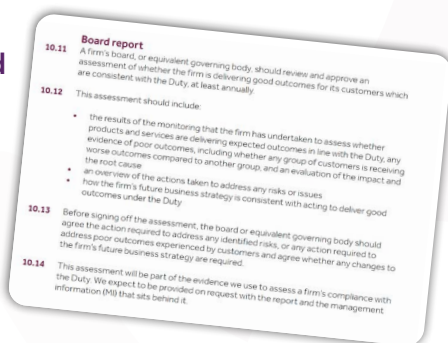 d
Board report
10.11 A firm's board, or equivalent governing body, should review and approve an
assessment of whether the firm is delivering good outcomes for its customers which
are consistent with the Duty, at least annually.
10.12 This assessment should include:
• the results of the monitoring that the firm has undertaken to assess whether
products and services are delivering expected outcomes in line with the Duty, any
evidence of poor outcomes, including whether any group of customers is receiving
worse outcomes compared to another group, and an evaluation of the impact and
the root cause
• an overview of the actions taken to address any risks or issues
• how the firm's future business strategy is consistent with acting to deliver good
outcomes under the Duty
10.13 Before signing off the assessment, the board or equivalent governing body should
agree the action required to address any identified risks, or any action required to
address poor outcomes experienced by customers and agree whether any changes to
the firm's future business strategy are required.
10.14 This assessment will be part of the evidence we use to assess a firm's compliance with
the Duty. We expect to be provided on request with the report and the management
information (MI) that sits behind it.